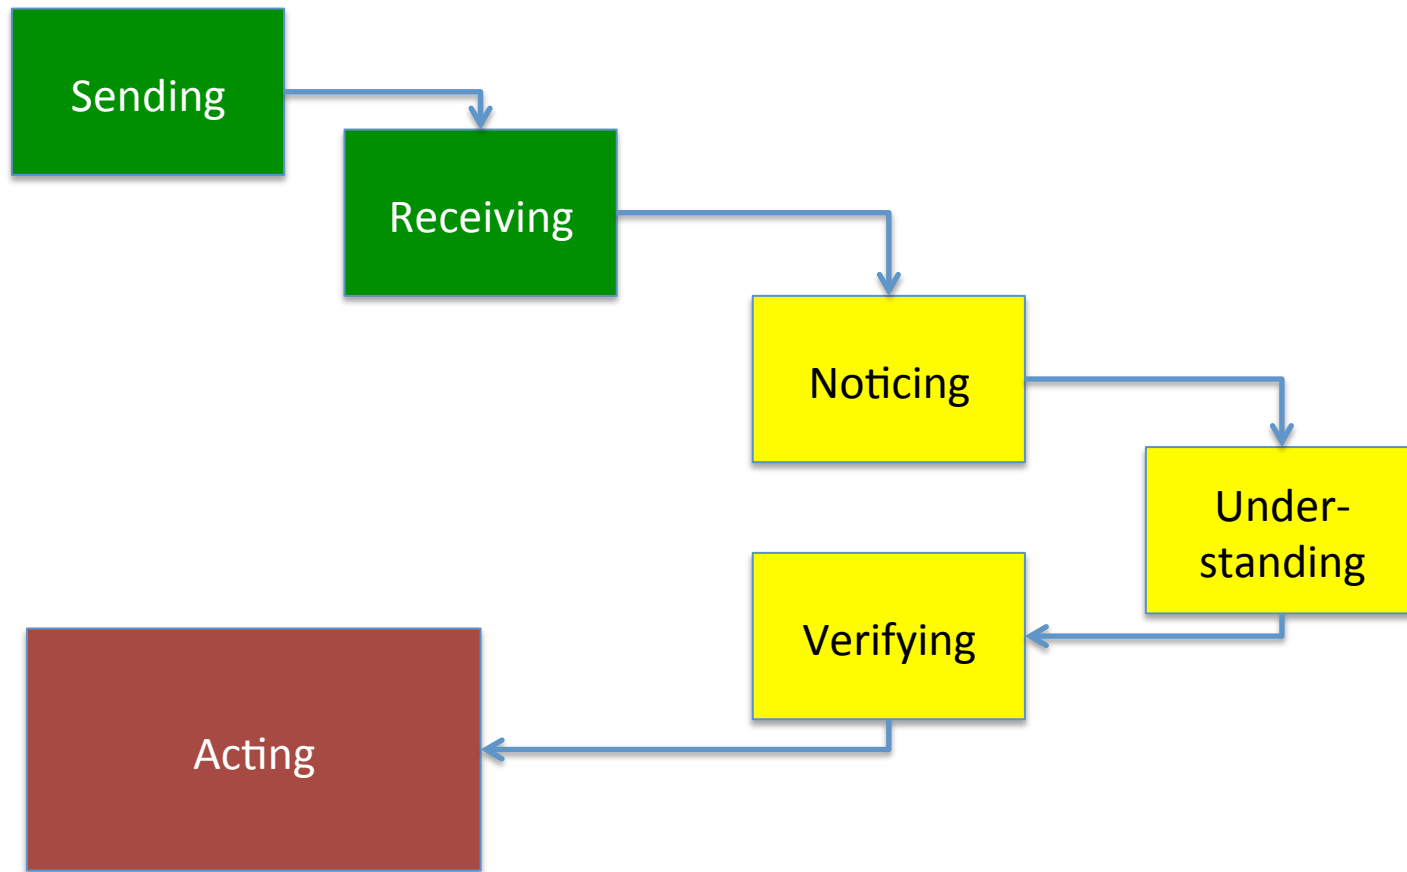 Sending
Receiving
Noticing
Under-
standing
Verifying
Acting